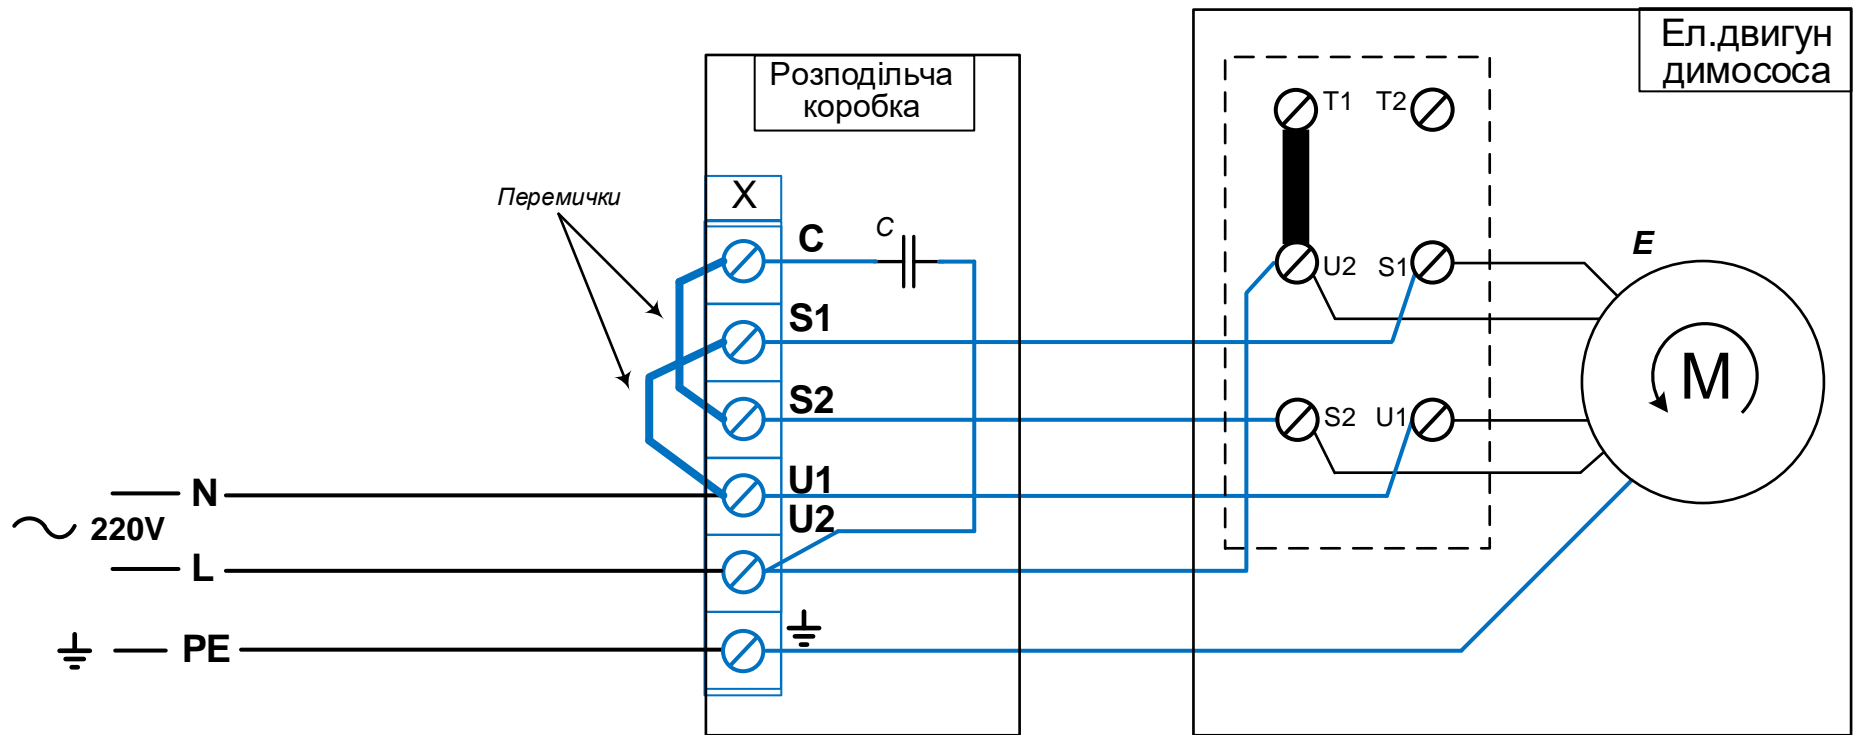 Ел.двигун
димососа
Розподільча
коробка
T1 T2
Перемички
X
C
C
U2 S1
E
S1
M
S2
S2 U1
N
U1
220V
U2
L
PE